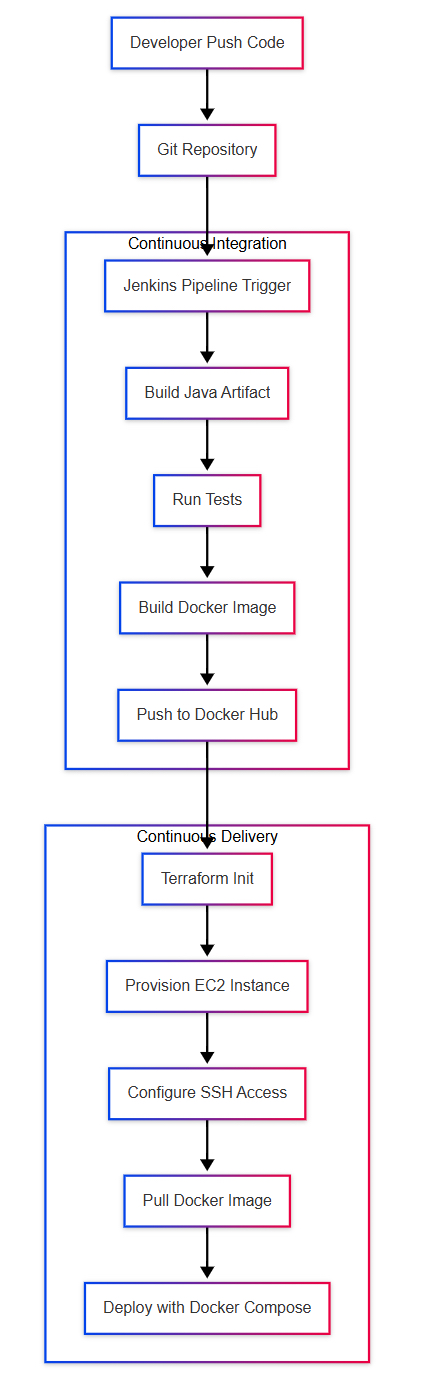 Developer Push Code
Git Repository
Continuous Integration
Jenkins Pipeline Trigger
Build Java Artifact
Run Tests
Build Docker Image
Push to Docker Hub
Continuous Delivery
Terraform Init
Provision EC2 Instance
Configure SSH Access
Pull Docker Image
Deploy with Docker Compose